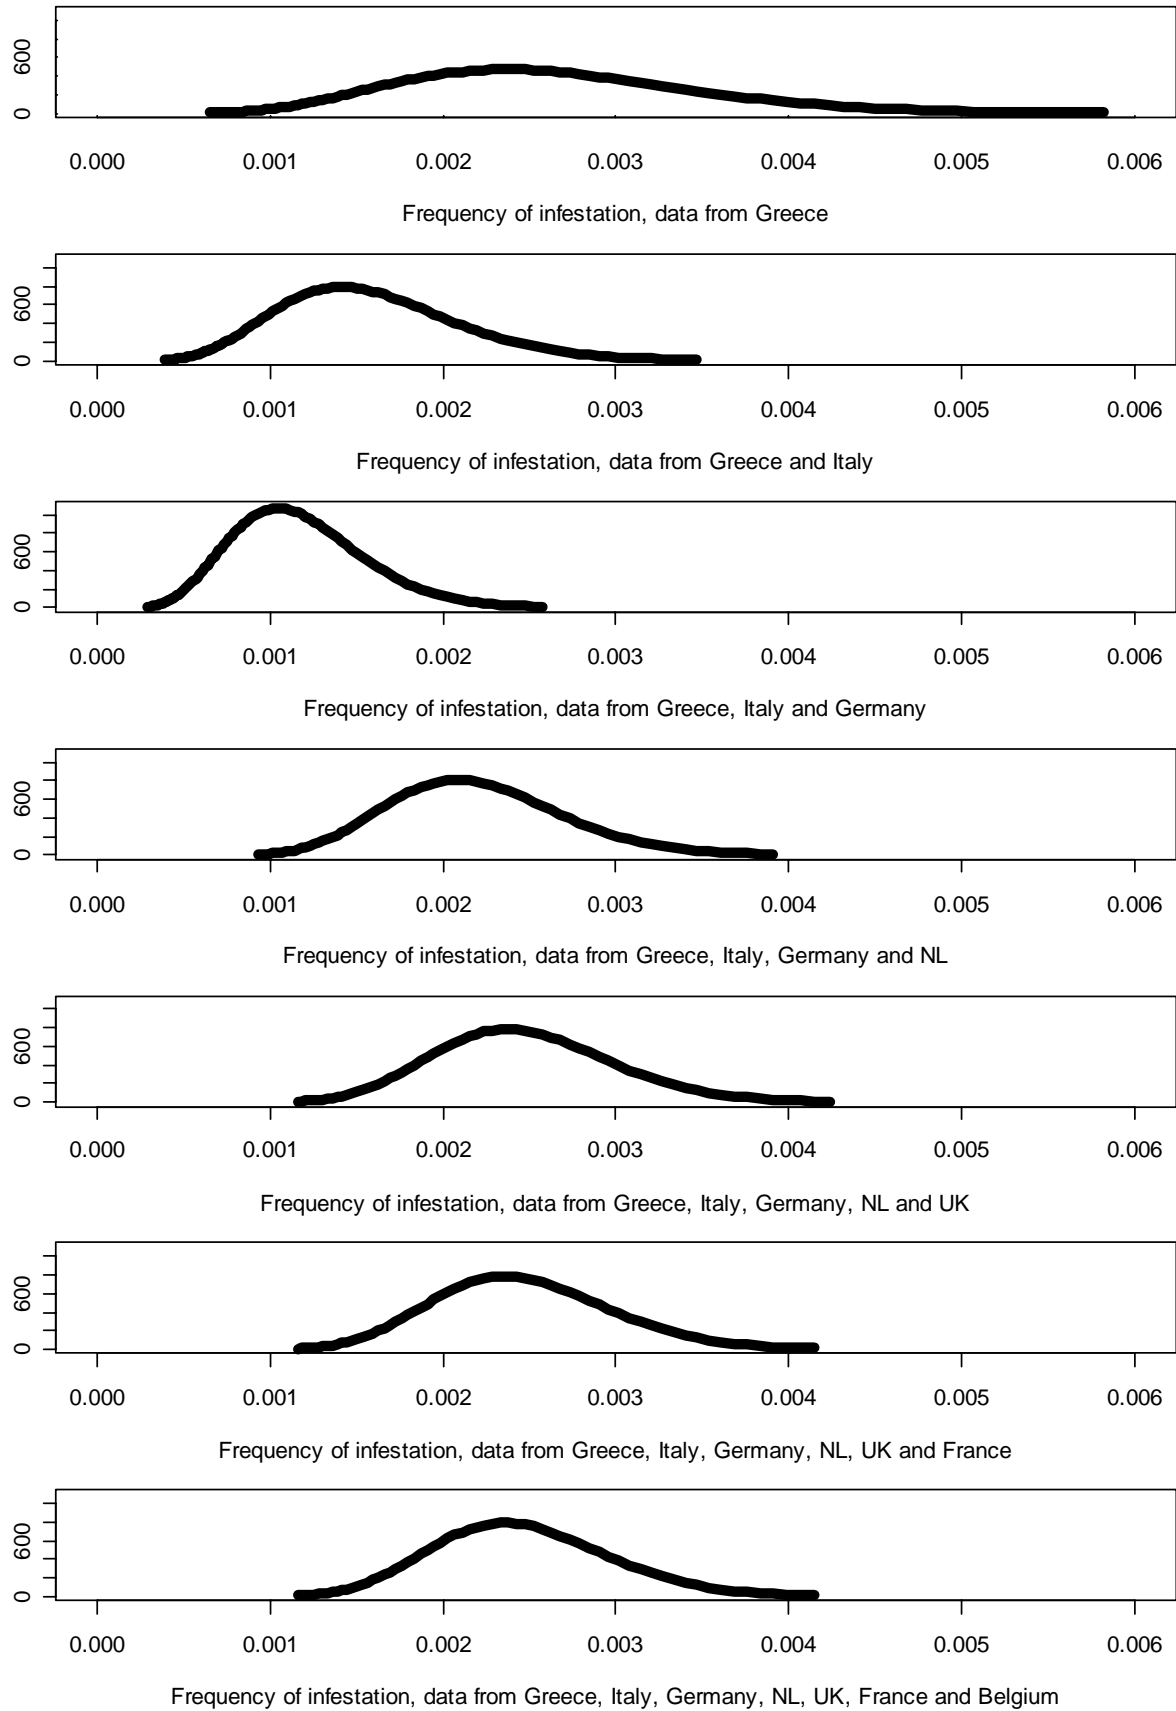 600
0
0.000 0.001 0.002 0.003 0.004 0.005 0.006
Frequency of infestation, data from Greece
600
0
0.000 0.001 0.002 0.003 0.004 0.005 0.006
Frequency of infestation, data from Greece and Italy
600
0
0.000 0.001 0.002 0.003 0.004 0.005 0.006
Frequency of infestation, data from Greece, Italy and Germany
600
0
0.000 0.001 0.002 0.003 0.004 0.005 0.006
Frequency of infestation, data from Greece, Italy, Germany and NL
600
0
0.000 0.001 0.002 0.003 0.004 0.005 0.006
Frequency of infestation, data from Greece, Italy, Germany, NL and UK
600
0
0.000 0.001 0.002 0.003 0.004 0.005 0.006
Frequency of infestation, data from Greece, Italy, Germany, NL, UK and France
600
0
0.000 0.001 0.002 0.003 0.004 0.005 0.006
Frequency of infestation, data from Greece, Italy, Germany, NL, UK, France and Belgium